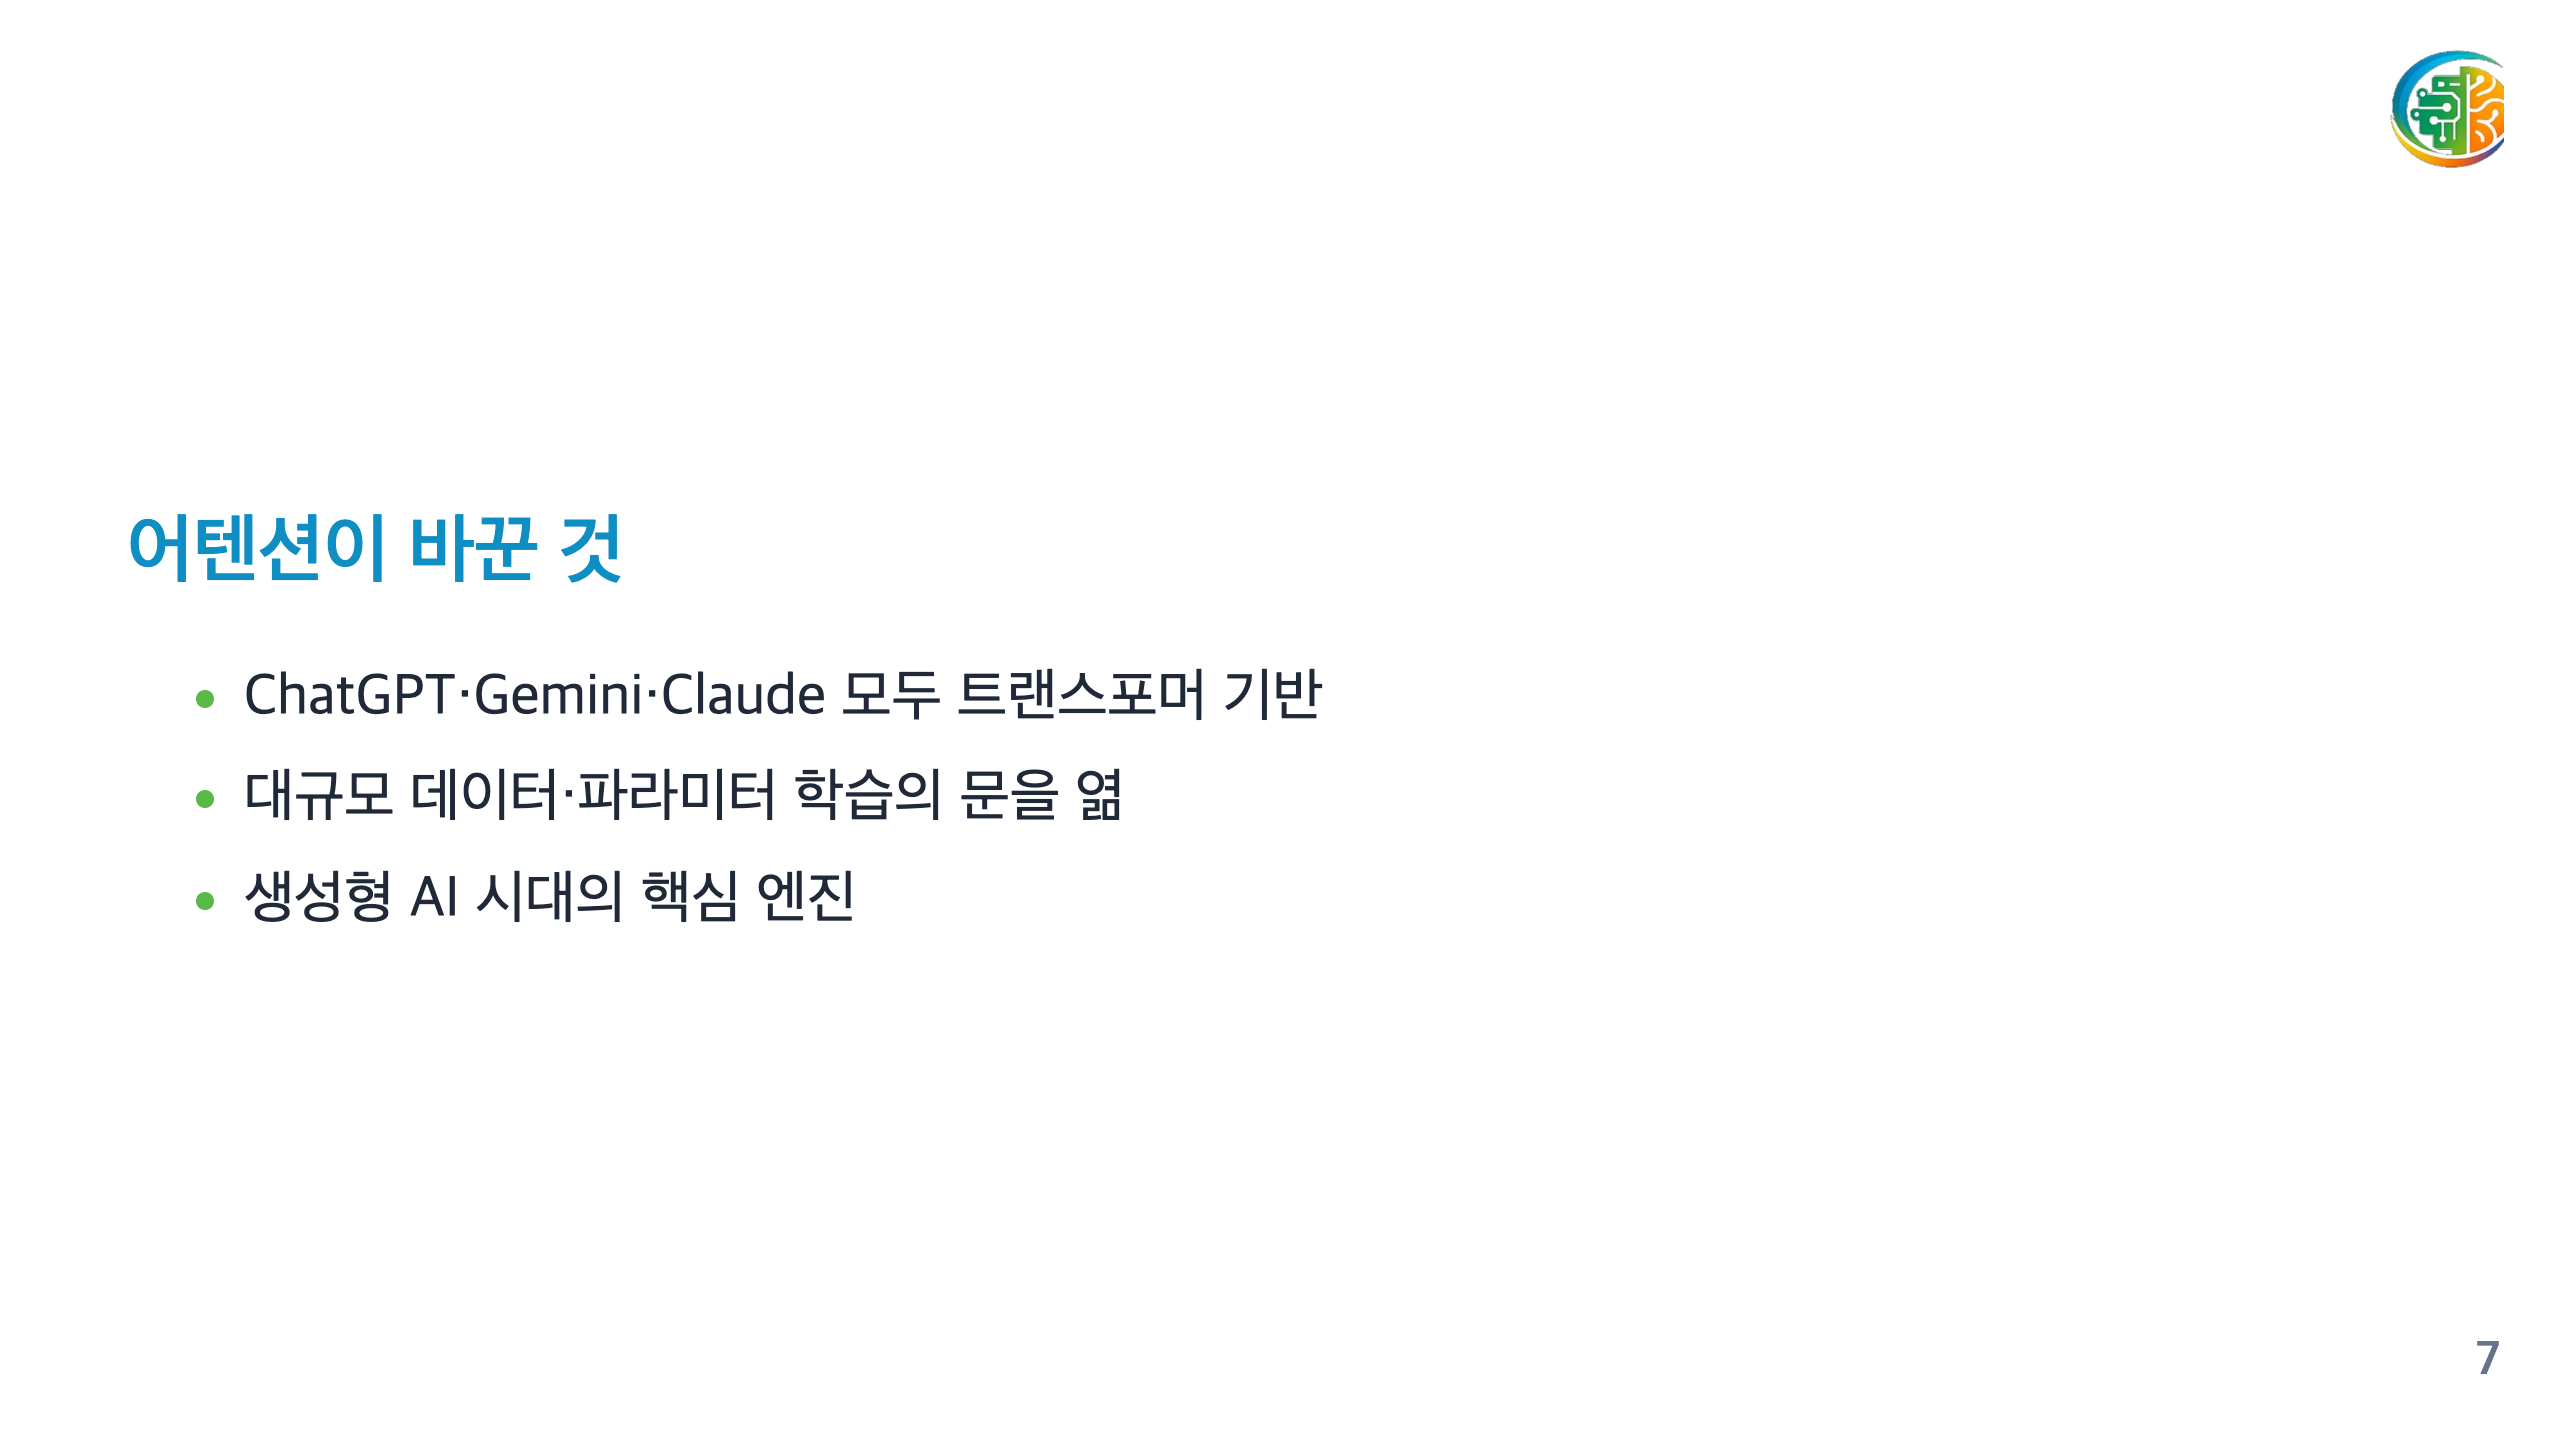 어텐션이 바꾼 것
• ChatGPT·Gemini·Claude 모두 트랜스포머 기반
• 대규모 데이터·파라미터 학습의 문을 엶
• 생성형 AI 시대의 핵심 엔진
7